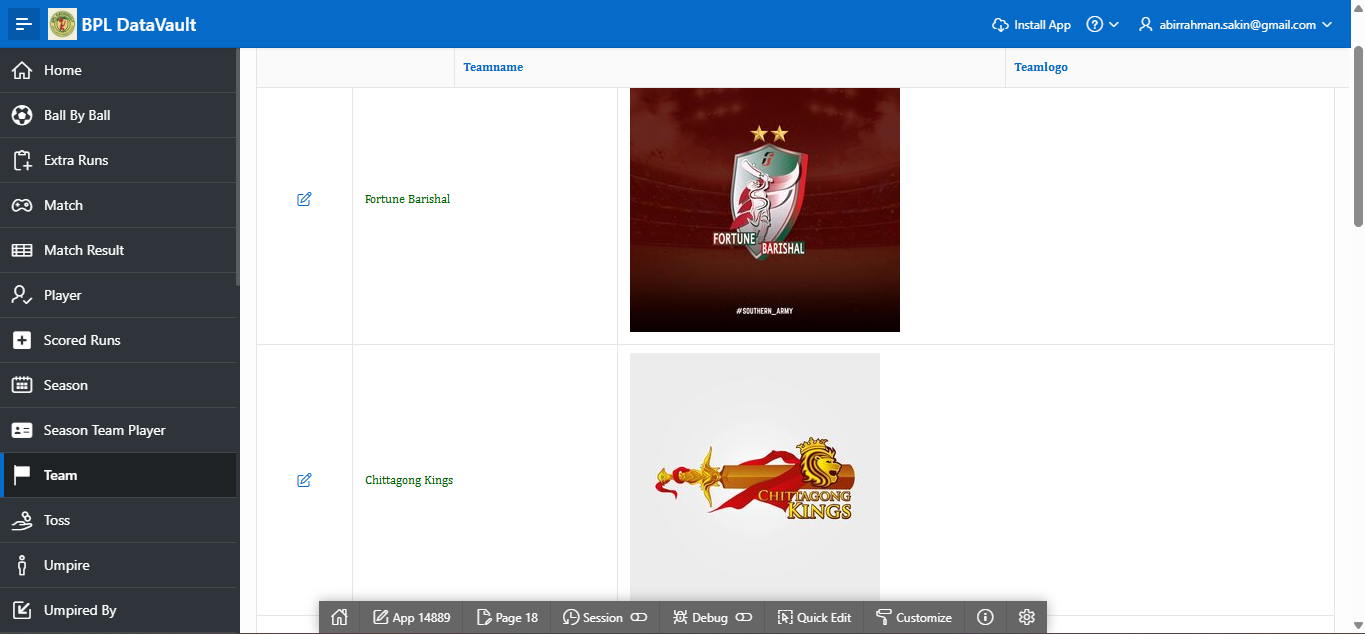 BPL DataVault
Install App
abirrahman.sakin@gmail.com
Home
Ball By Ball
Extra Runs
Match
Match Result
Player
Scored Runs
Season
Season Team Player
Team
Toss
Umpire
Umpired By
Teamname Teamlogo
Fortune Barishal
FORTUNE
BARISHAL
#SOUTHERN_ARMY
Chittagong Kings
CHITTAGONG
KINGS
App 14889 Page 18 Session Debug Quick Edit Customize